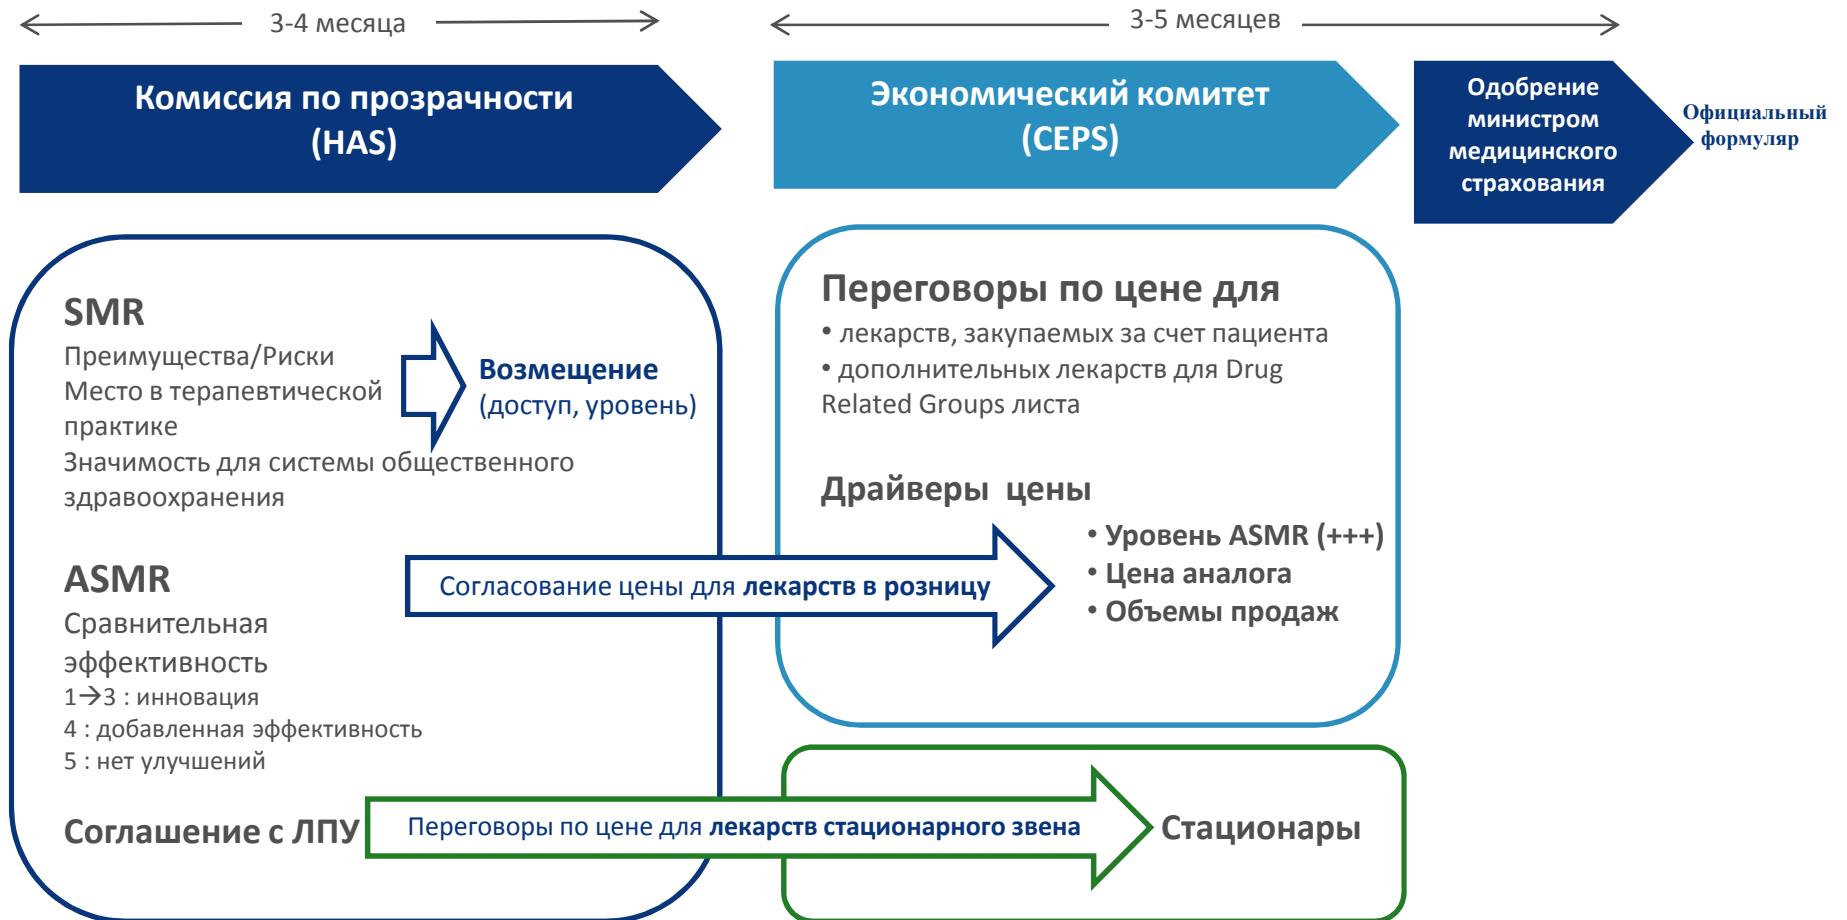 3-4 месяца
3-5 месяцев
Комиссия по прозрачности
(HAS)
Экономический комитет
(CEPS)
Одобрение
министром
медицинского
страхования
Официальный
формуляр
SMR
Преимущества/Риски
Место в терапевтической
практике
Значимость для системы общественного
здравоохранения
Возмещение
(доступ, уровень)
ASMR
Сравнительная
эффективность
1→3 : инновация
4 : добавленная эффективность
5 : нет улучшений
Согласование цены для лекарств в розницу
Соглашение с ЛПУ
Переговоры по цене для лекарств стационарного звена
Переговоры по цене для
• лекарств, закупаемых за счет пациента
• дополнительных лекарств для Drug
Related Groups листа
Драйверы цены
• Уровень ASMR (+++)
• Цена аналога
• Объемы продаж
Стационары